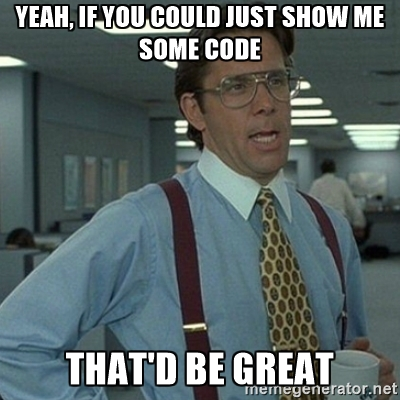 YEAH, IF YOU COULD JUST SHOW ME
SOME CODE
THAT'D BE GREAT
memegenerator.net